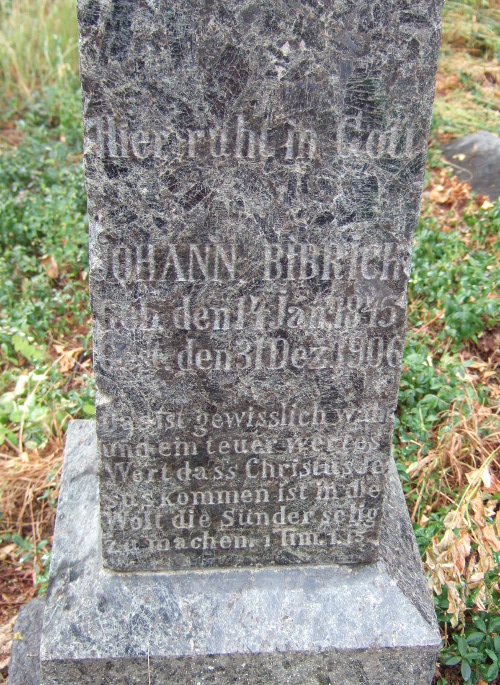 Hier ruht in Gott
JOHANN BIBRICH
Geb. den 14 Jan. 1845
Gest. den 31 Dez. 1906
Das ist gewisslich wahr
und ein teuer wertes
Wort dass Christus Je
sus kommen ist in die
Welt die Sünder selig
zu machen. 1 Tim. 1.15.